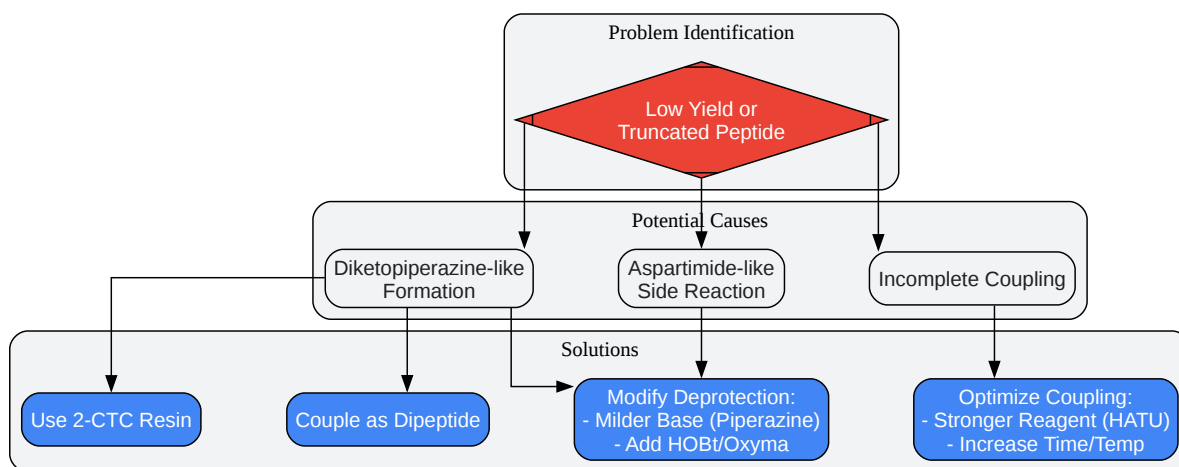 Problem Identification
Low Yield or
Truncated Peptide
Potential Causes
Diketopiperazine-like
Formation
Aspartimide-like
Side Reaction
Incomplete Coupling
Solutions
Use 2-CTC Resin
Couple as Dipeptide
Modify Deprotection:
- Milder Base (Piperazine)
- Add HOBt/Oxyma
Optimize Coupling:
- Stronger Reagent (HATU)
- Increase Time/Temp